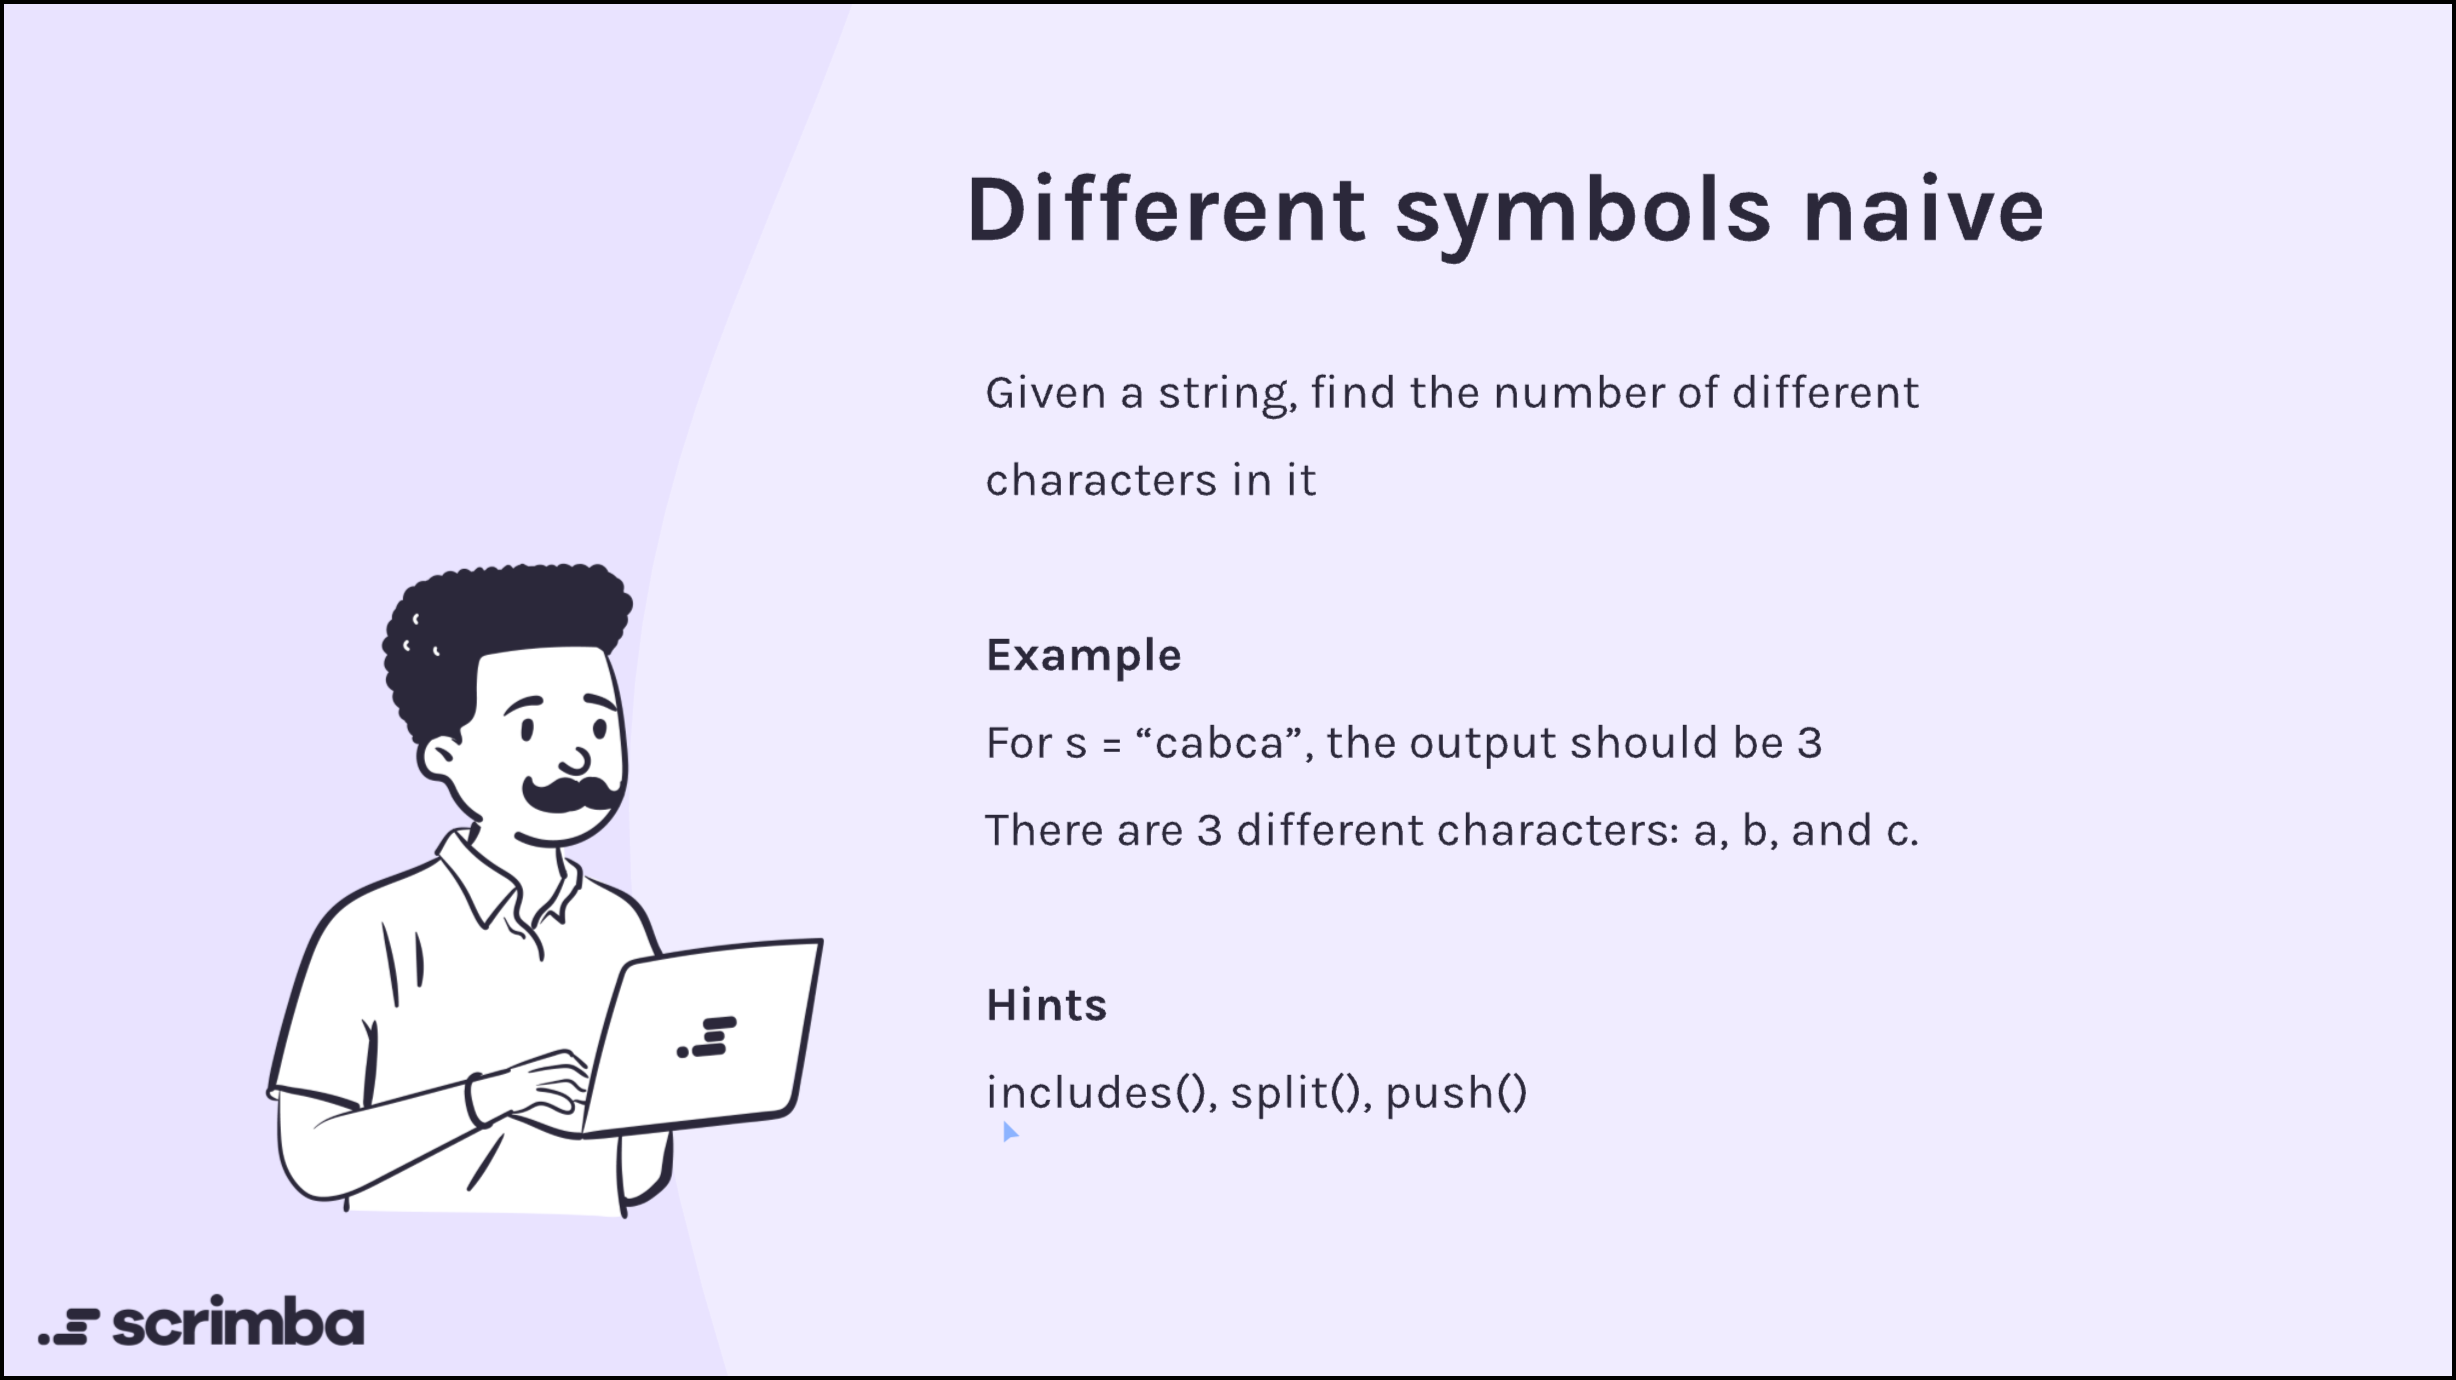 Different symbols naive
Given a string, find the number of different
characters in it
Example
For s = “cabca”, the output should be 3
There are 3 different characters: a, b, and c.
Hints
includes(), split(), push()
scrimba